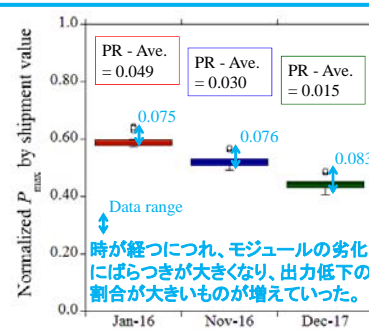 Normalized Pmax by shipment value
1.0
0.80
0.60
0.40
0.20
0.0
PR - Ave.
= 0.049
PR - Ave.
= 0.030
PR - Ave.
= 0.015
0.075
0.076
0.083
Data range
時が経つにつれ、モジュールの劣化
にばらつきが大きくなり、出力低下の
割合が大きいものが増えていった。
Jan-16
Nov-16
Dec-17